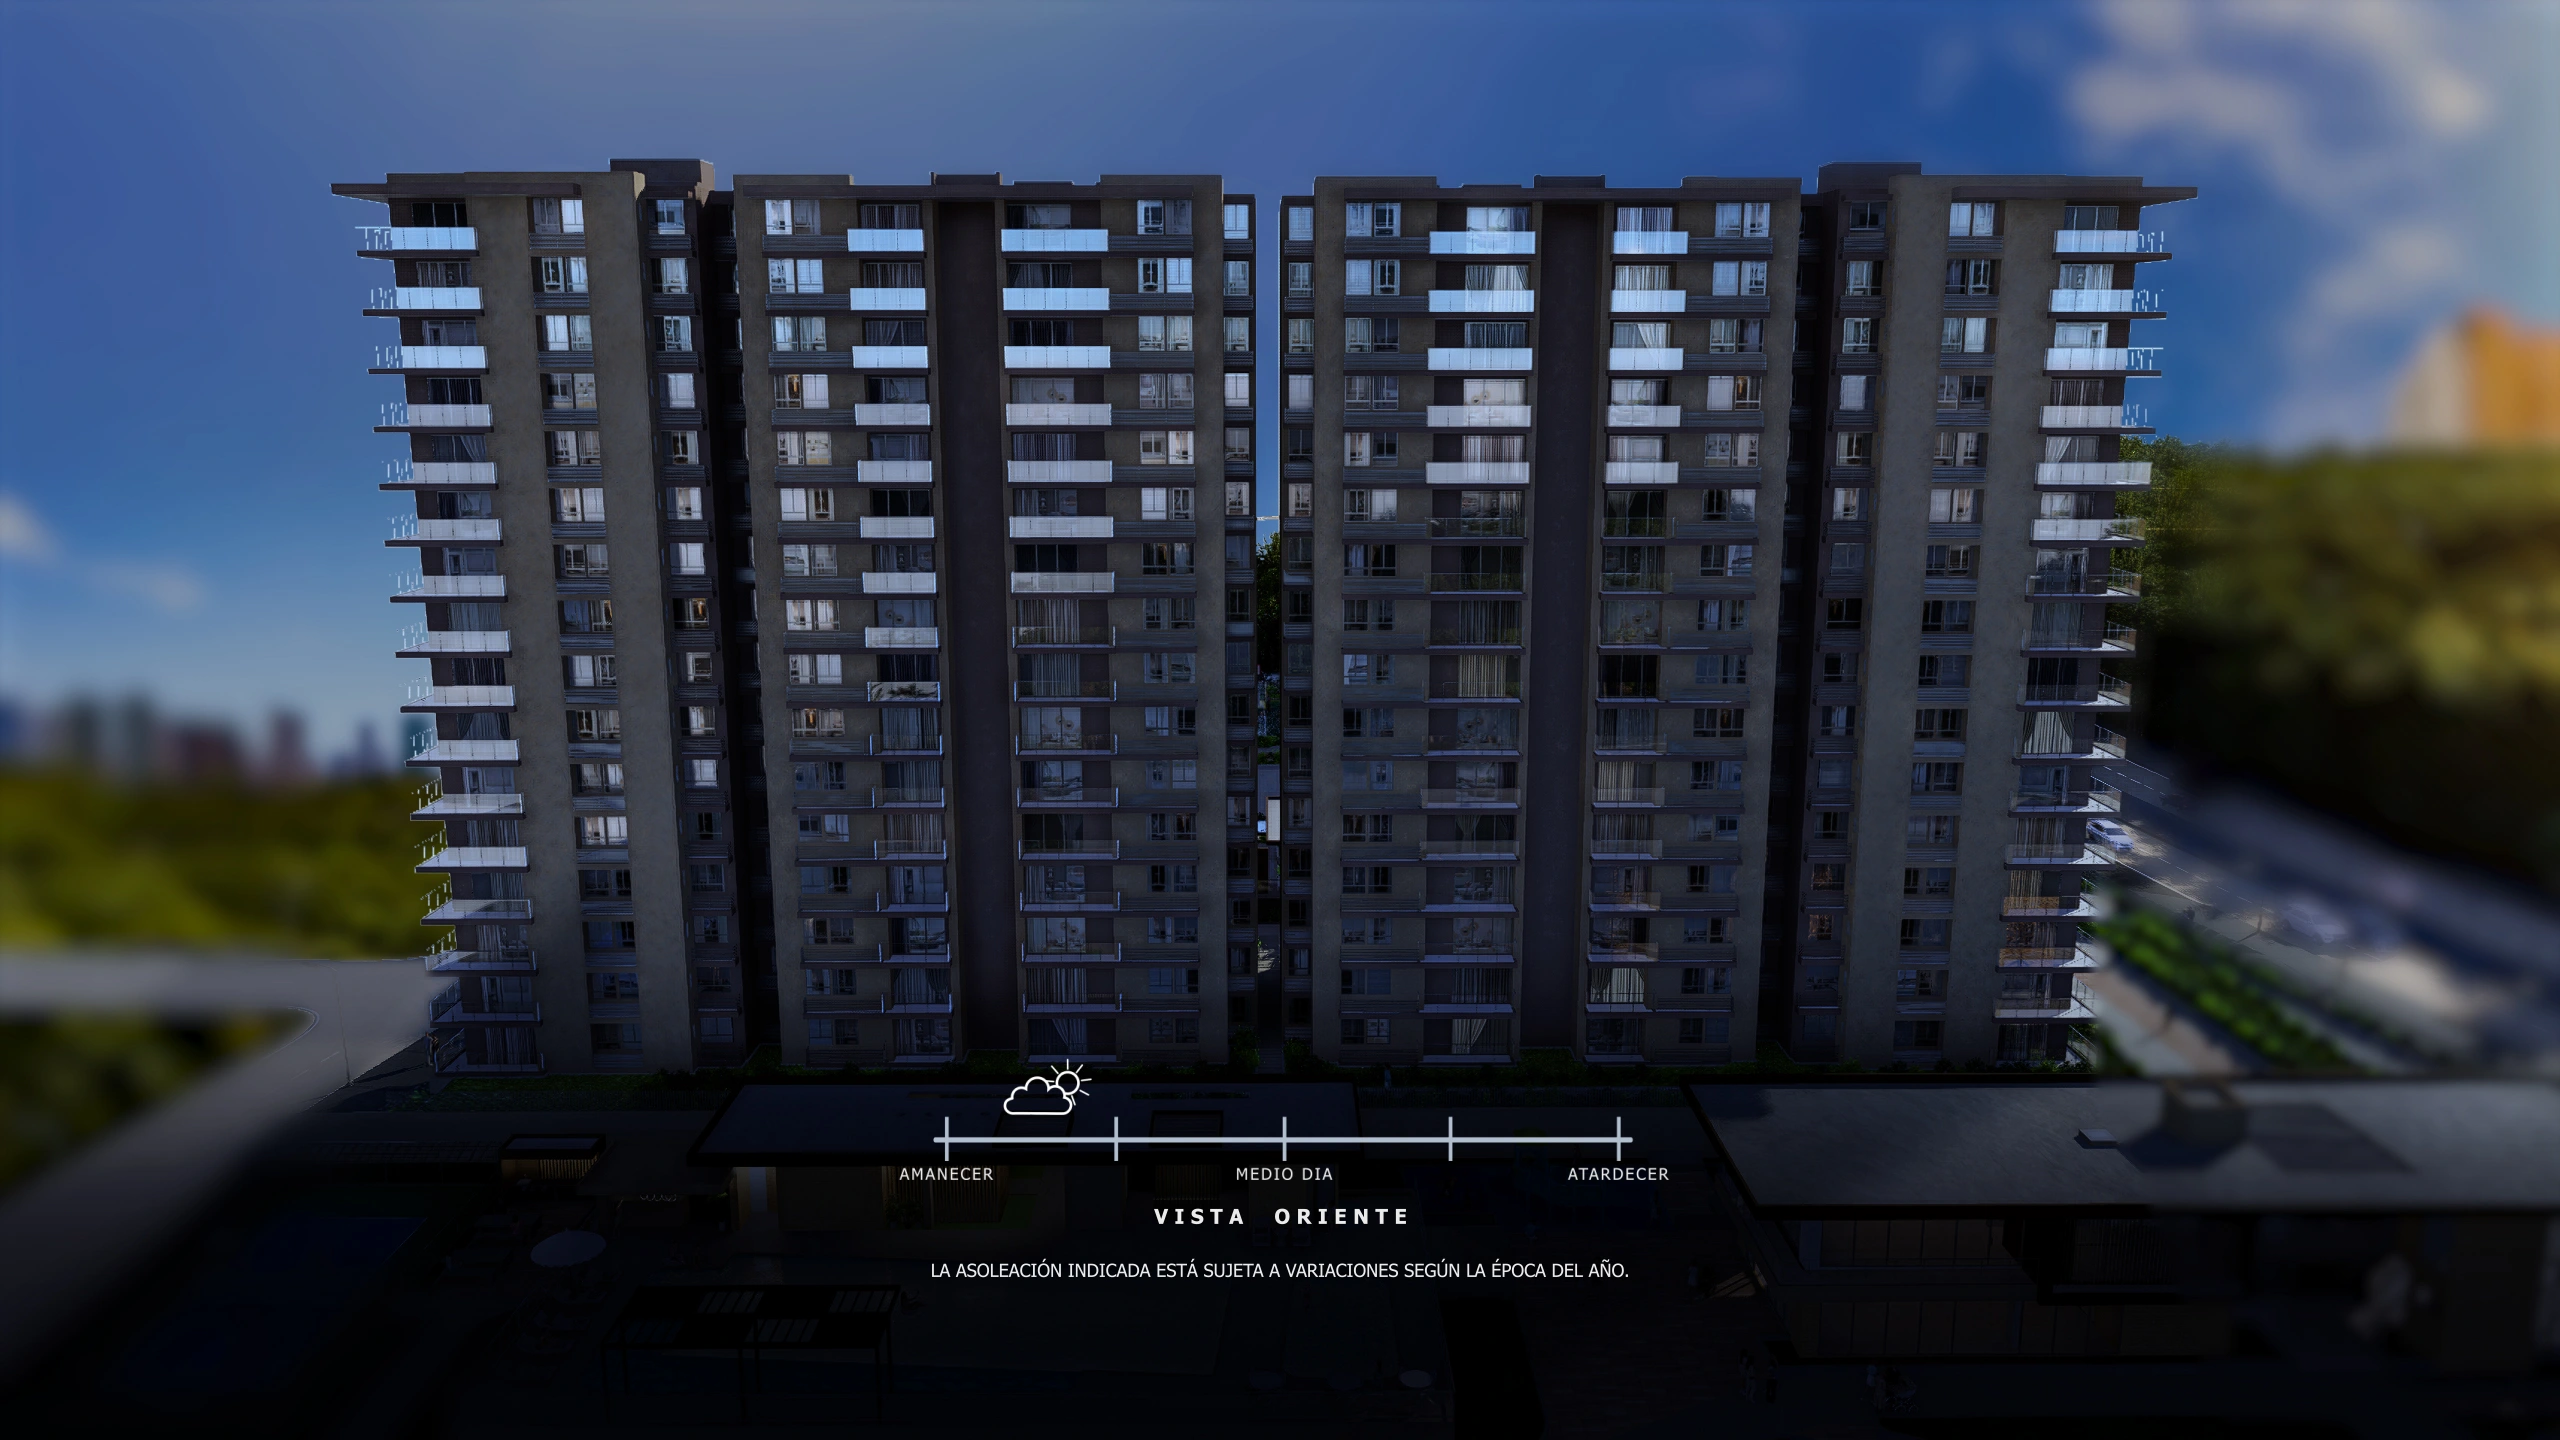 AMANECER MEDIO DIA ATARDECER
VISTA ORIENTE
LA ASOLEACIÓN INDICADA ESTÁ SUJETA A VARIACIONES SEGÚN LA ÉPOCA DEL AÑO.